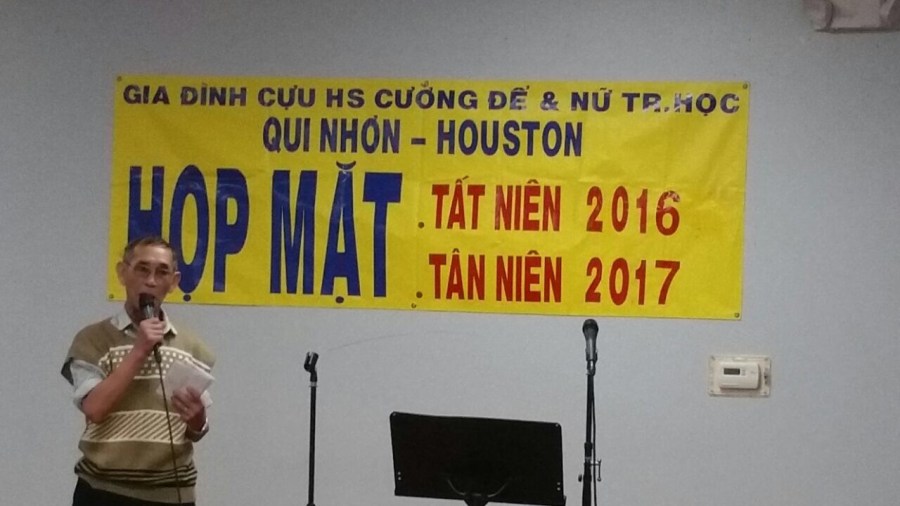 GIA ĐÌNH CỰU HS CƯỞNG ĐỂ & NỮ TR.HỌC
QUI NHƠN – HOUSTON
HỌP MẶT
. TẤT NIÊN 2016
. TÂN NIÊN 2017